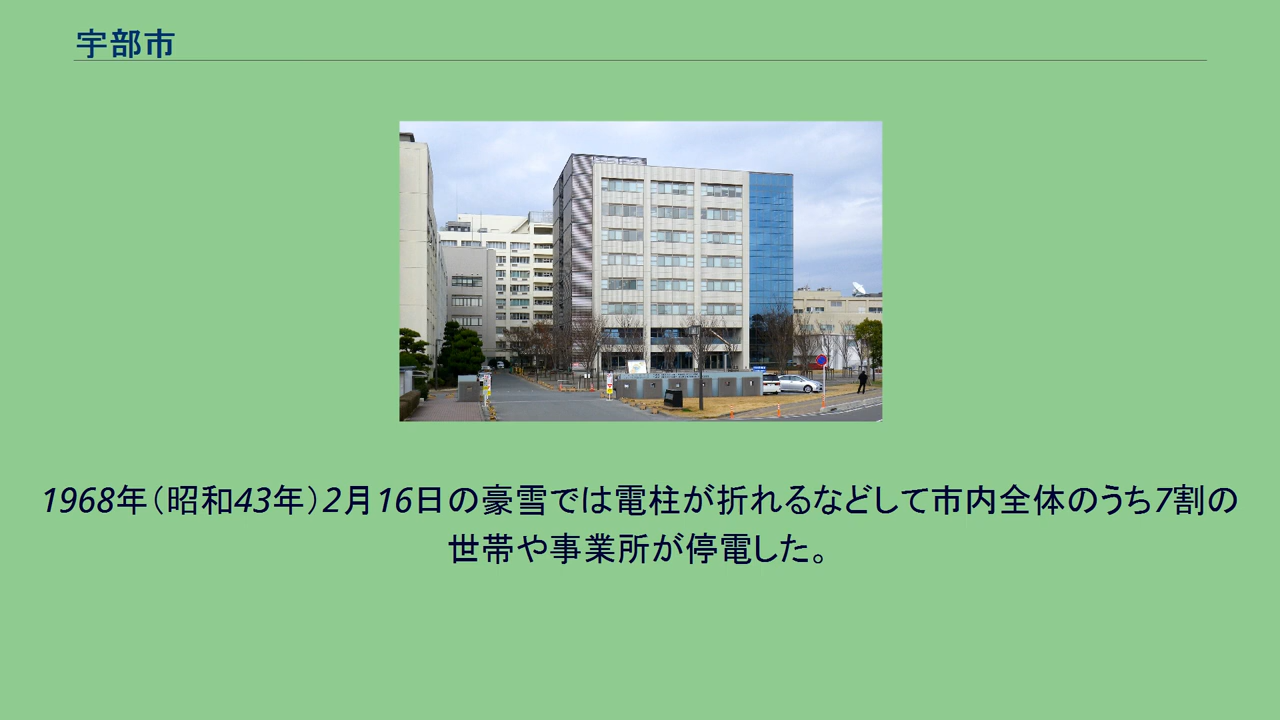 宇部市
1968年（昭和43年）2月16日の豪雪では電柱が折れるなどして市内全体のうち7割の
世帯や事業所が停電した。